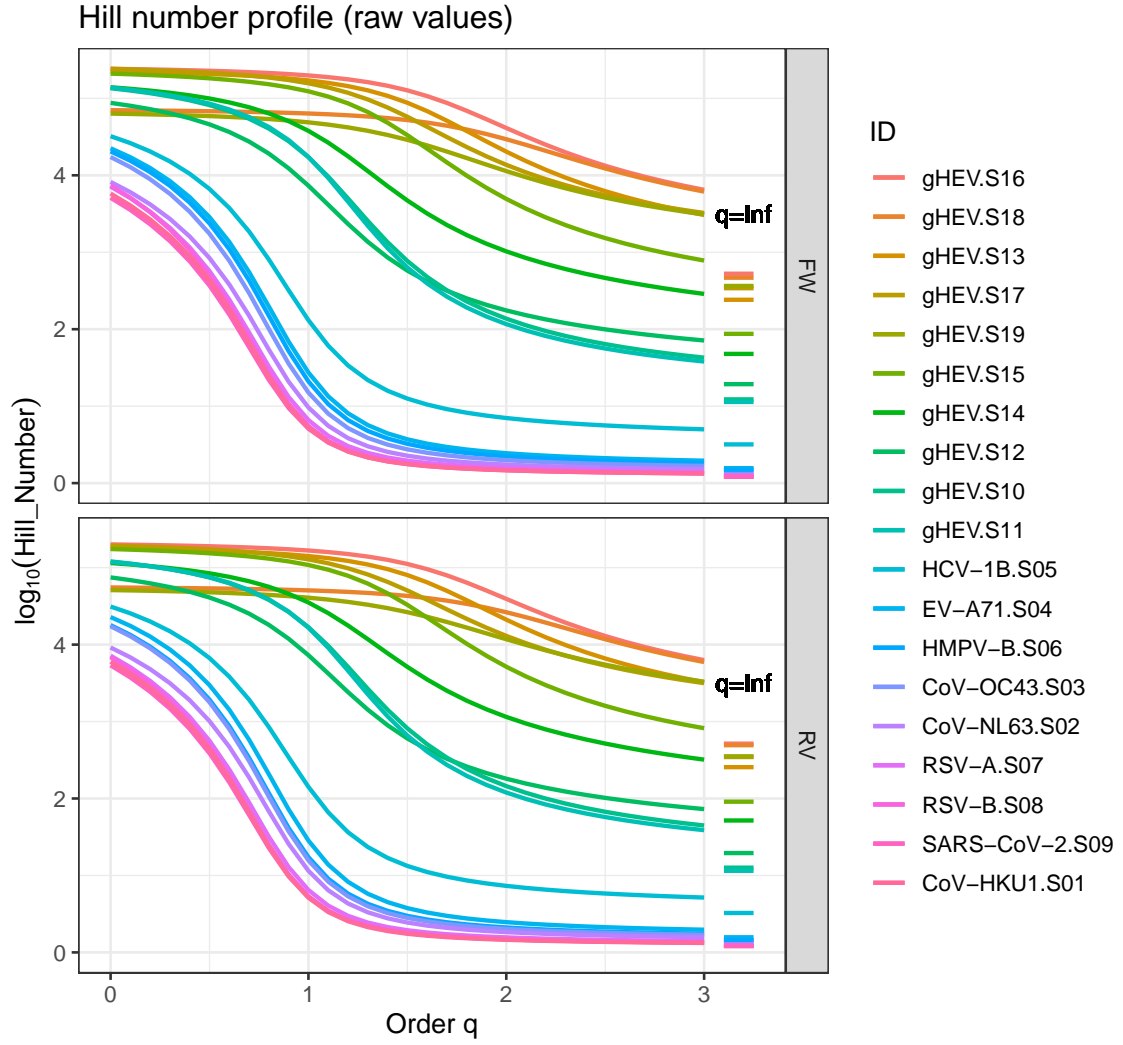 Hill number profile (raw values)
log₁₀(Hill_Number)
4
2
0
q=Inf
FW
4
2
0
q=Inf
RV
0
1
2
3
Order q
ID
gHEV.S16
gHEV.S18
gHEV.S13
gHEV.S17
gHEV.S19
gHEV.S15
gHEV.S14
gHEV.S12
gHEV.S10
gHEV.S11
HCV−1B.S05
EV−A71.S04
HMPV−B.S06
CoV−OC43.S03
CoV−NL63.S02
RSV−A.S07
RSV−B.S08
SARS−CoV−2.S09
CoV−HKU1.S01